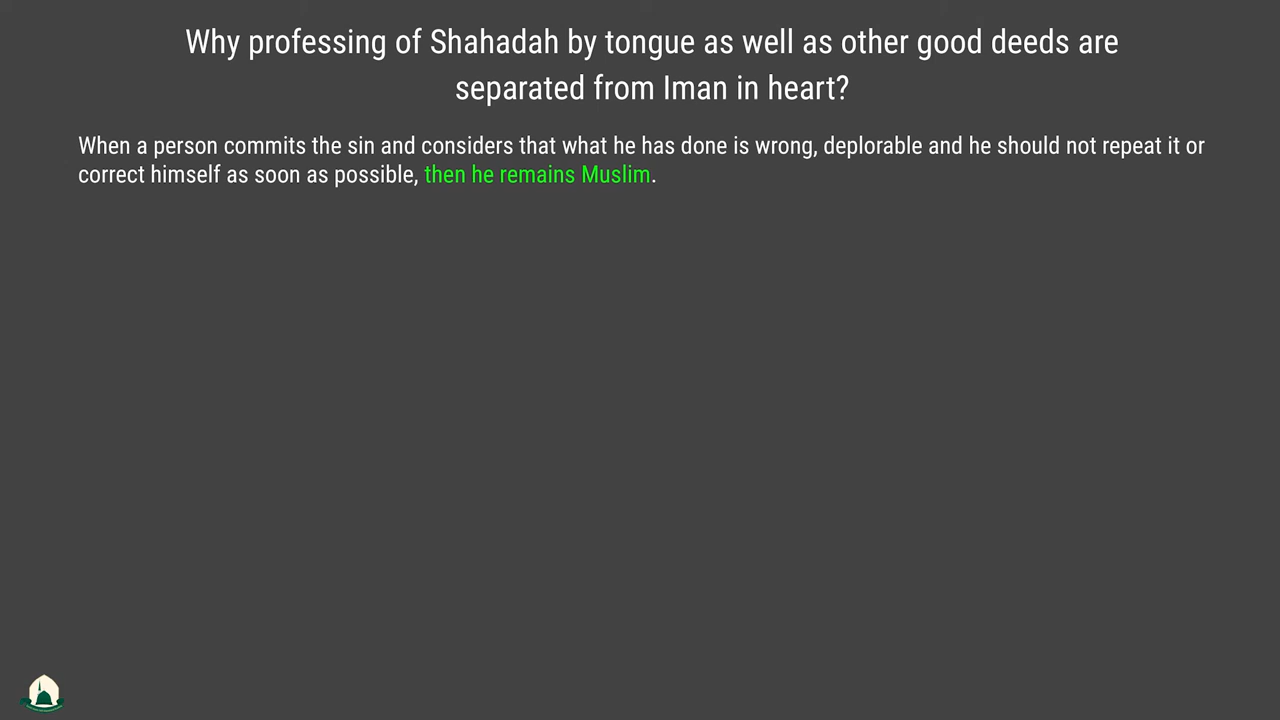 Why professing of Shahadah by tongue as well as other good deeds are
separated from Iman in heart?
When a person commits the sin and considers that what he has done is wrong, deplorable and he should not repeat it or
correct himself as soon as possible, then he remains Muslim.